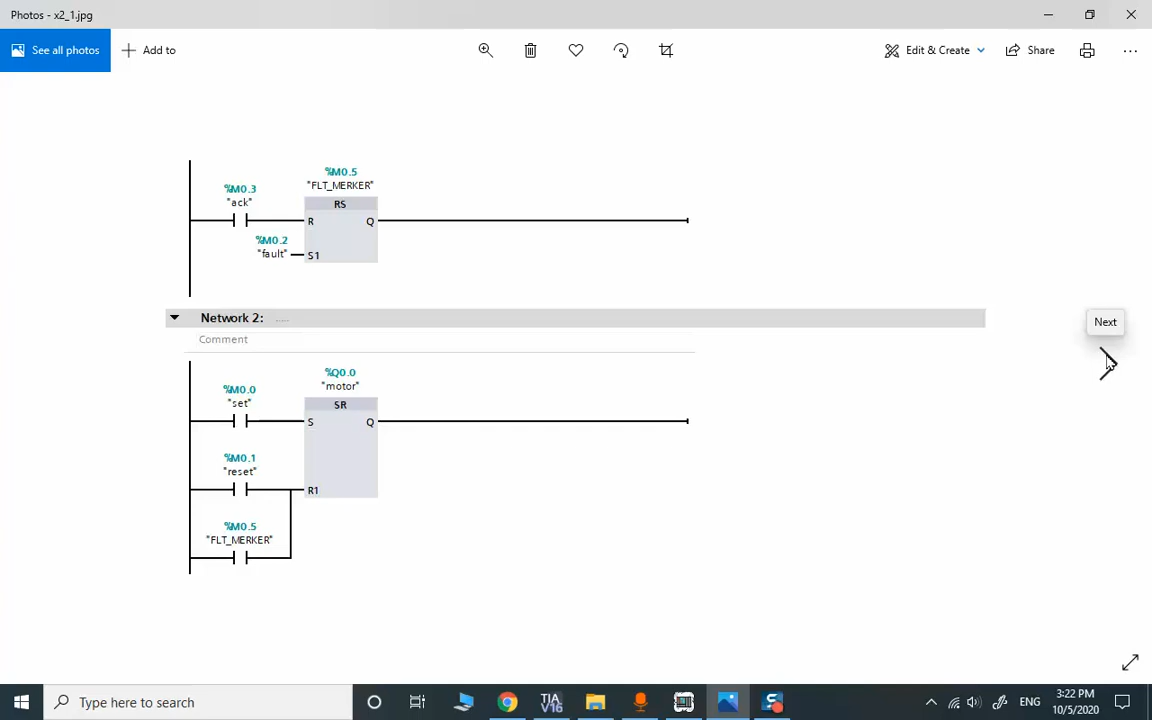 Photos - x2_1.jpg
See all photos
Add to
Edit & Create
Share
%M0.5
"FLT_MERKER"
%M0.3
"ack"
RS
R Q
%M0.2
"fault"
S1
Network 2: .....
Comment
Next
%Q0.0
"motor"
%M0.0
"set"
SR
S Q
%M0.1
"reset"
R1
%M0.5
"FLT_MERKER"
Type here to search
TIA
V16
ENG
3:22 PM
10/5/2020